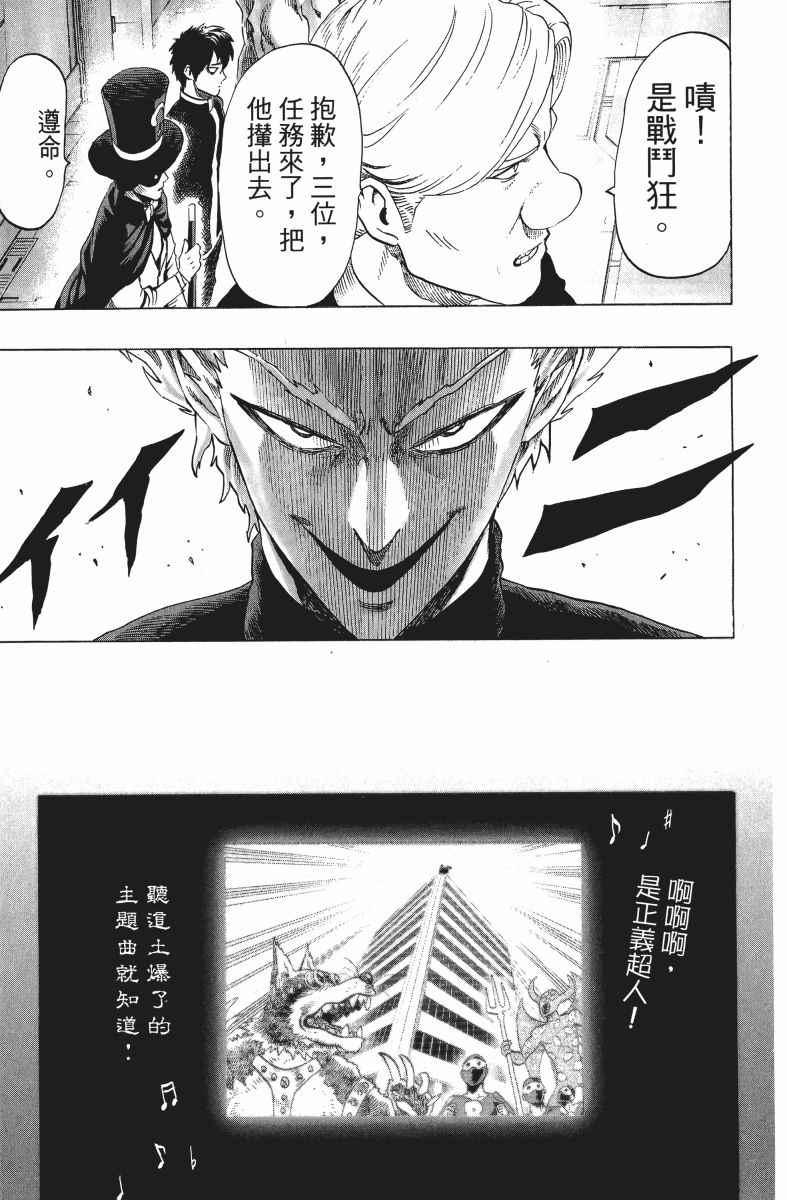 嘖！
是戰鬥狂。
抱歉，三位，
任務來了，把
他攆出去。
遵命。
啊啊啊，
是正義超人！
聽這土爆了的
主題曲就知道！